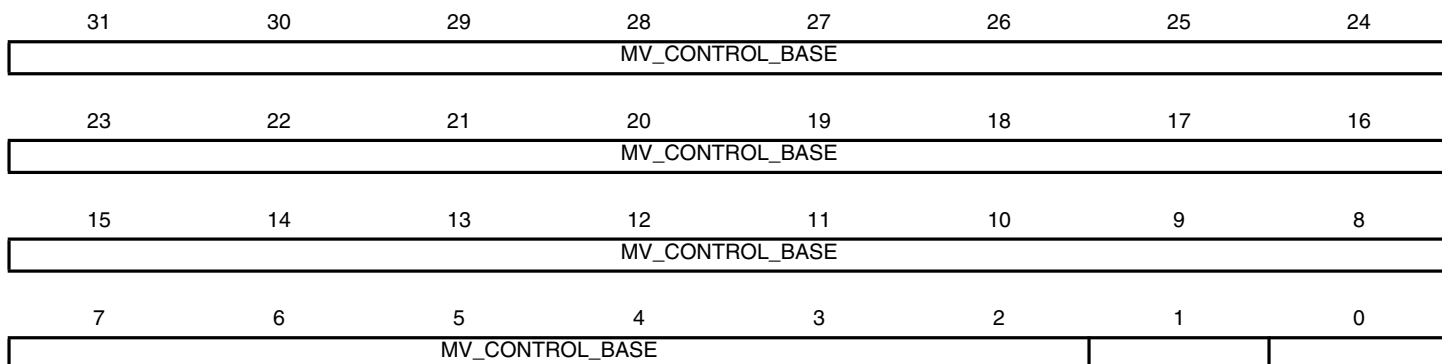 31 30 29 28 27 26 25 24
MV_CONTROL_BASE
23 22 21 20 19 18 17 16
MV_CONTROL_BASE
15 14 13 12 11 10 9 8
MV_CONTROL_BASE
7 6 5 4 3 2 1 0
MV_CONTROL_BASE